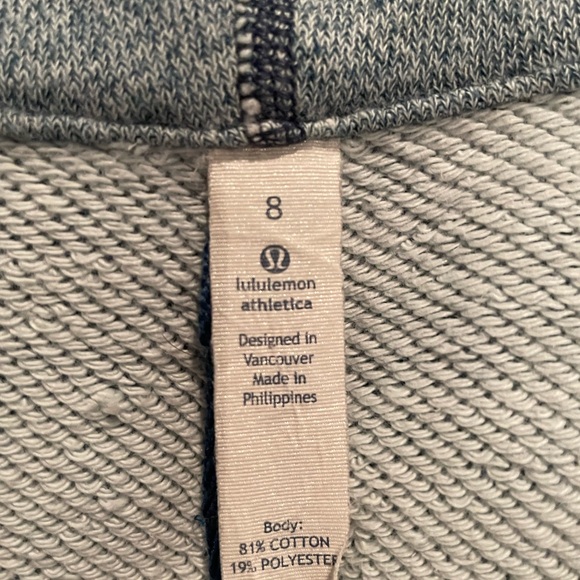 8
lululemon
athletica
Designed in
Vancouver
Made in
Philippines
Body:
81% COTTON
19% POLYESTER